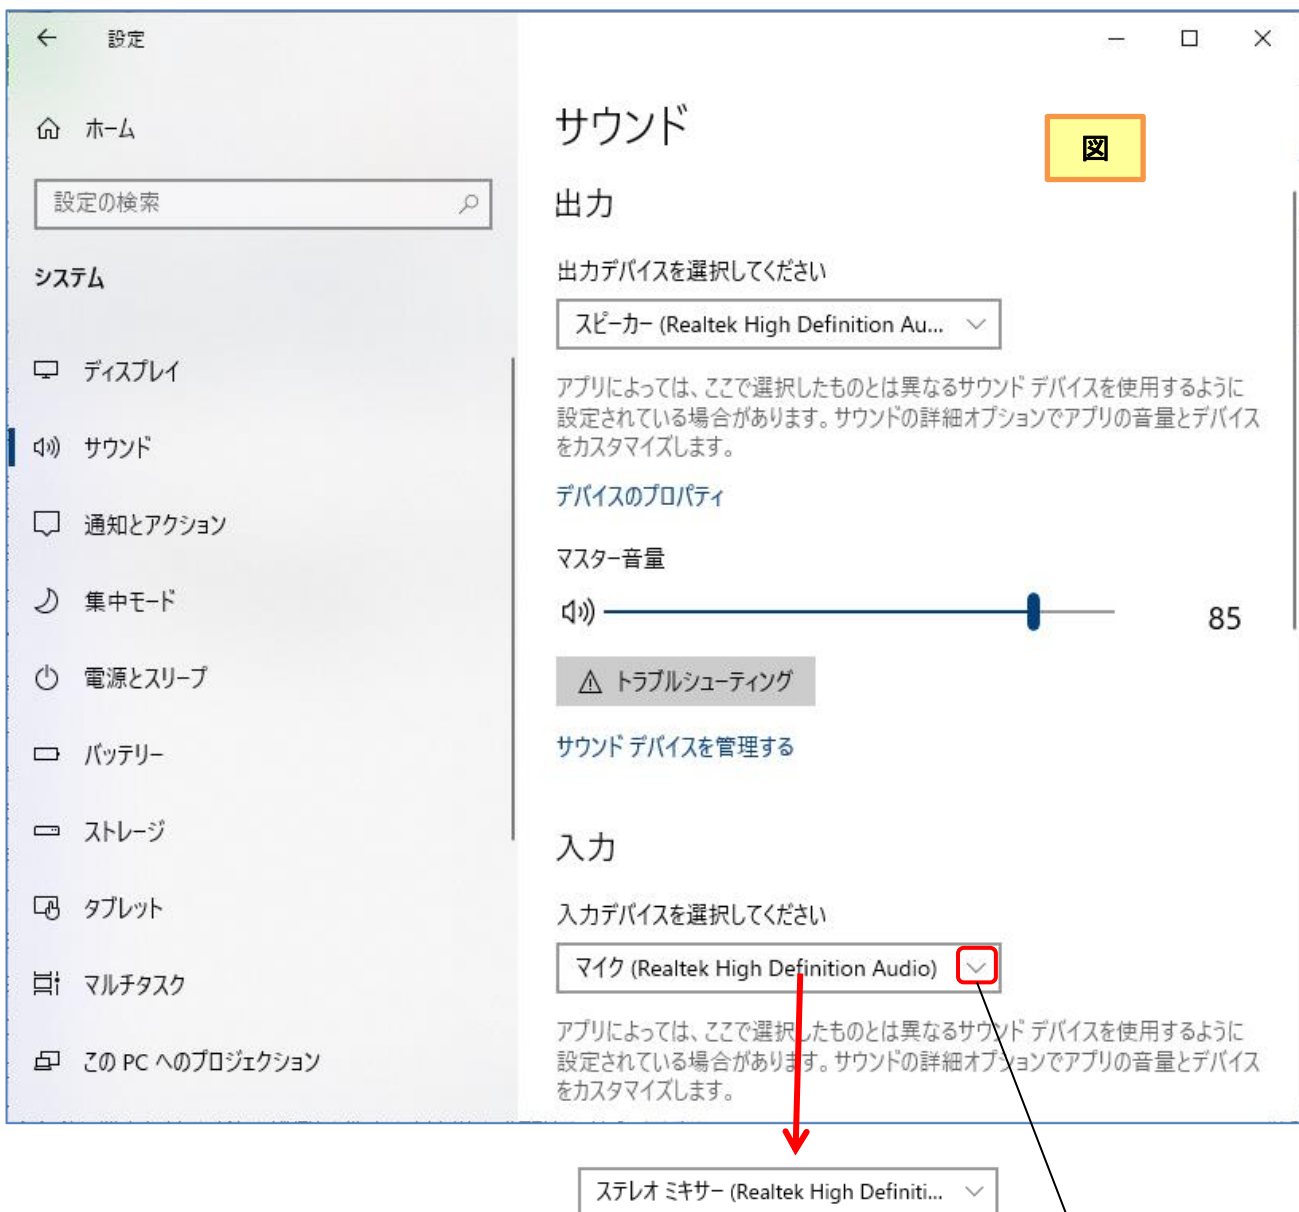 設定
ホーム
設定の検索
システム
ディスプレイ
サウンド
通知とアクション
集中モード
電源とスリープ
バッテリー
ストレージ
タブレット
マルチタスク
この PC へのプロジェクション
サウンド
図
出力
出力デバイスを選択してください
スピーカー (Realtek High Definition Au...
アプリによっては、ここで選択したものとは異なるサウンド デバイスを使用するように
設定されている場合があります。サウンドの詳細オプションでアプリの音量とデバイス
をカスタマイズします。
デバイスのプロパティ
マスター音量
85
トラブルシューティング
サウンド デバイスを管理する
入力
入力デバイスを選択してください
マイク (Realtek High Definition Audio)
アプリによっては、ここで選択したものとは異なるサウンド デバイスを使用するように
設定されている場合があります。サウンドの詳細オプションでアプリの音量とデバイス
をカスタマイズします。
ステレオ ミキサー (Realtek High Definiti...